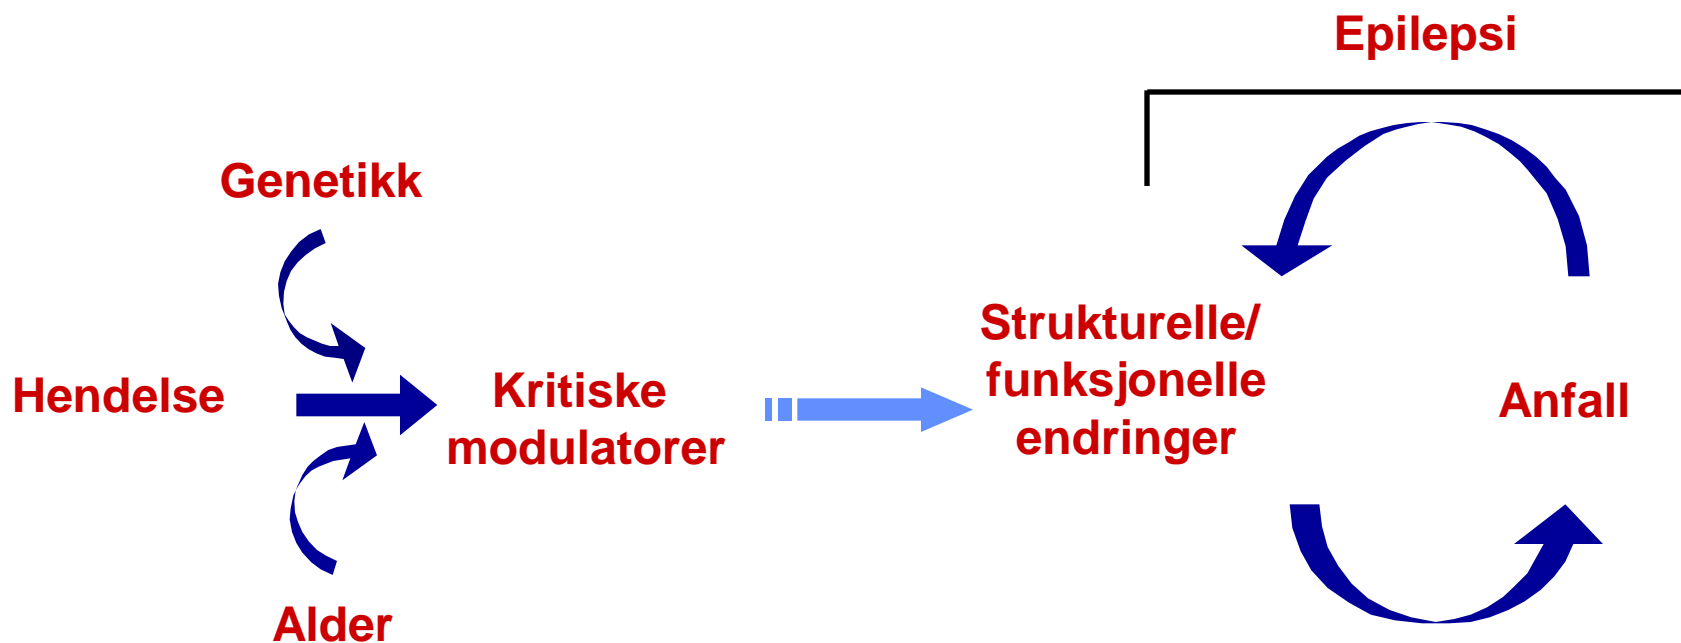 Epilepsi
Genetikk
Hendelse
Alder
Kritiske
modulatorer
Strukturelle/
funksjonelle
endringer
Anfall